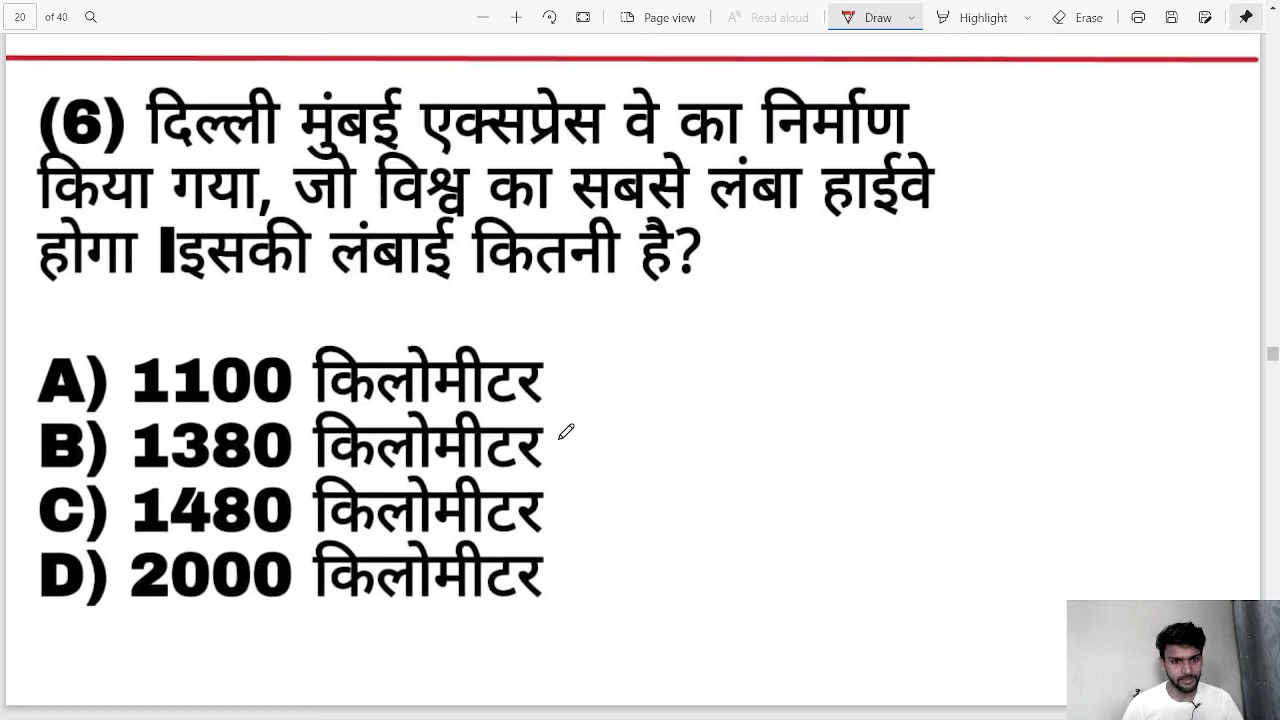 20 of 40 Page view Read aloud Draw Highlight Erase
(6) दिल्ली मुंबई एक्सप्रेस वे का निर्माण
किया गया, जो विश्व का सबसे लंबा हाईवे
होगा lइसकी लंबाई कितनी है?
A) 1100 किलोमीटर
B) 1380 किलोमीटर
C) 1480 किलोमीटर
D) 2000 किलोमीटर